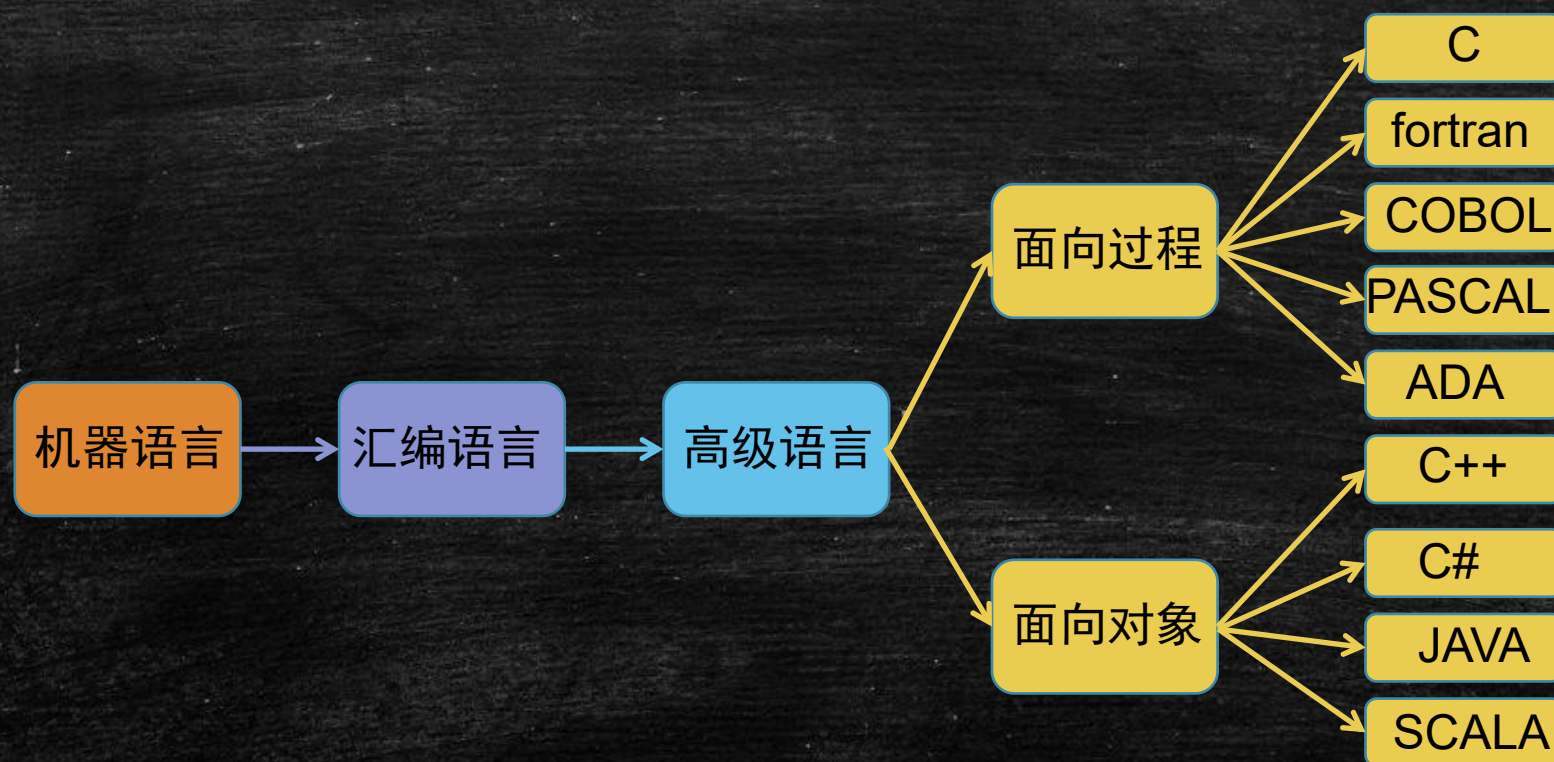 机器语言
汇编语言
高级语言
面向过程
C
fortran
COBOL
PASCAL
ADA
面向对象
C++
C#
JAVA
SCALA